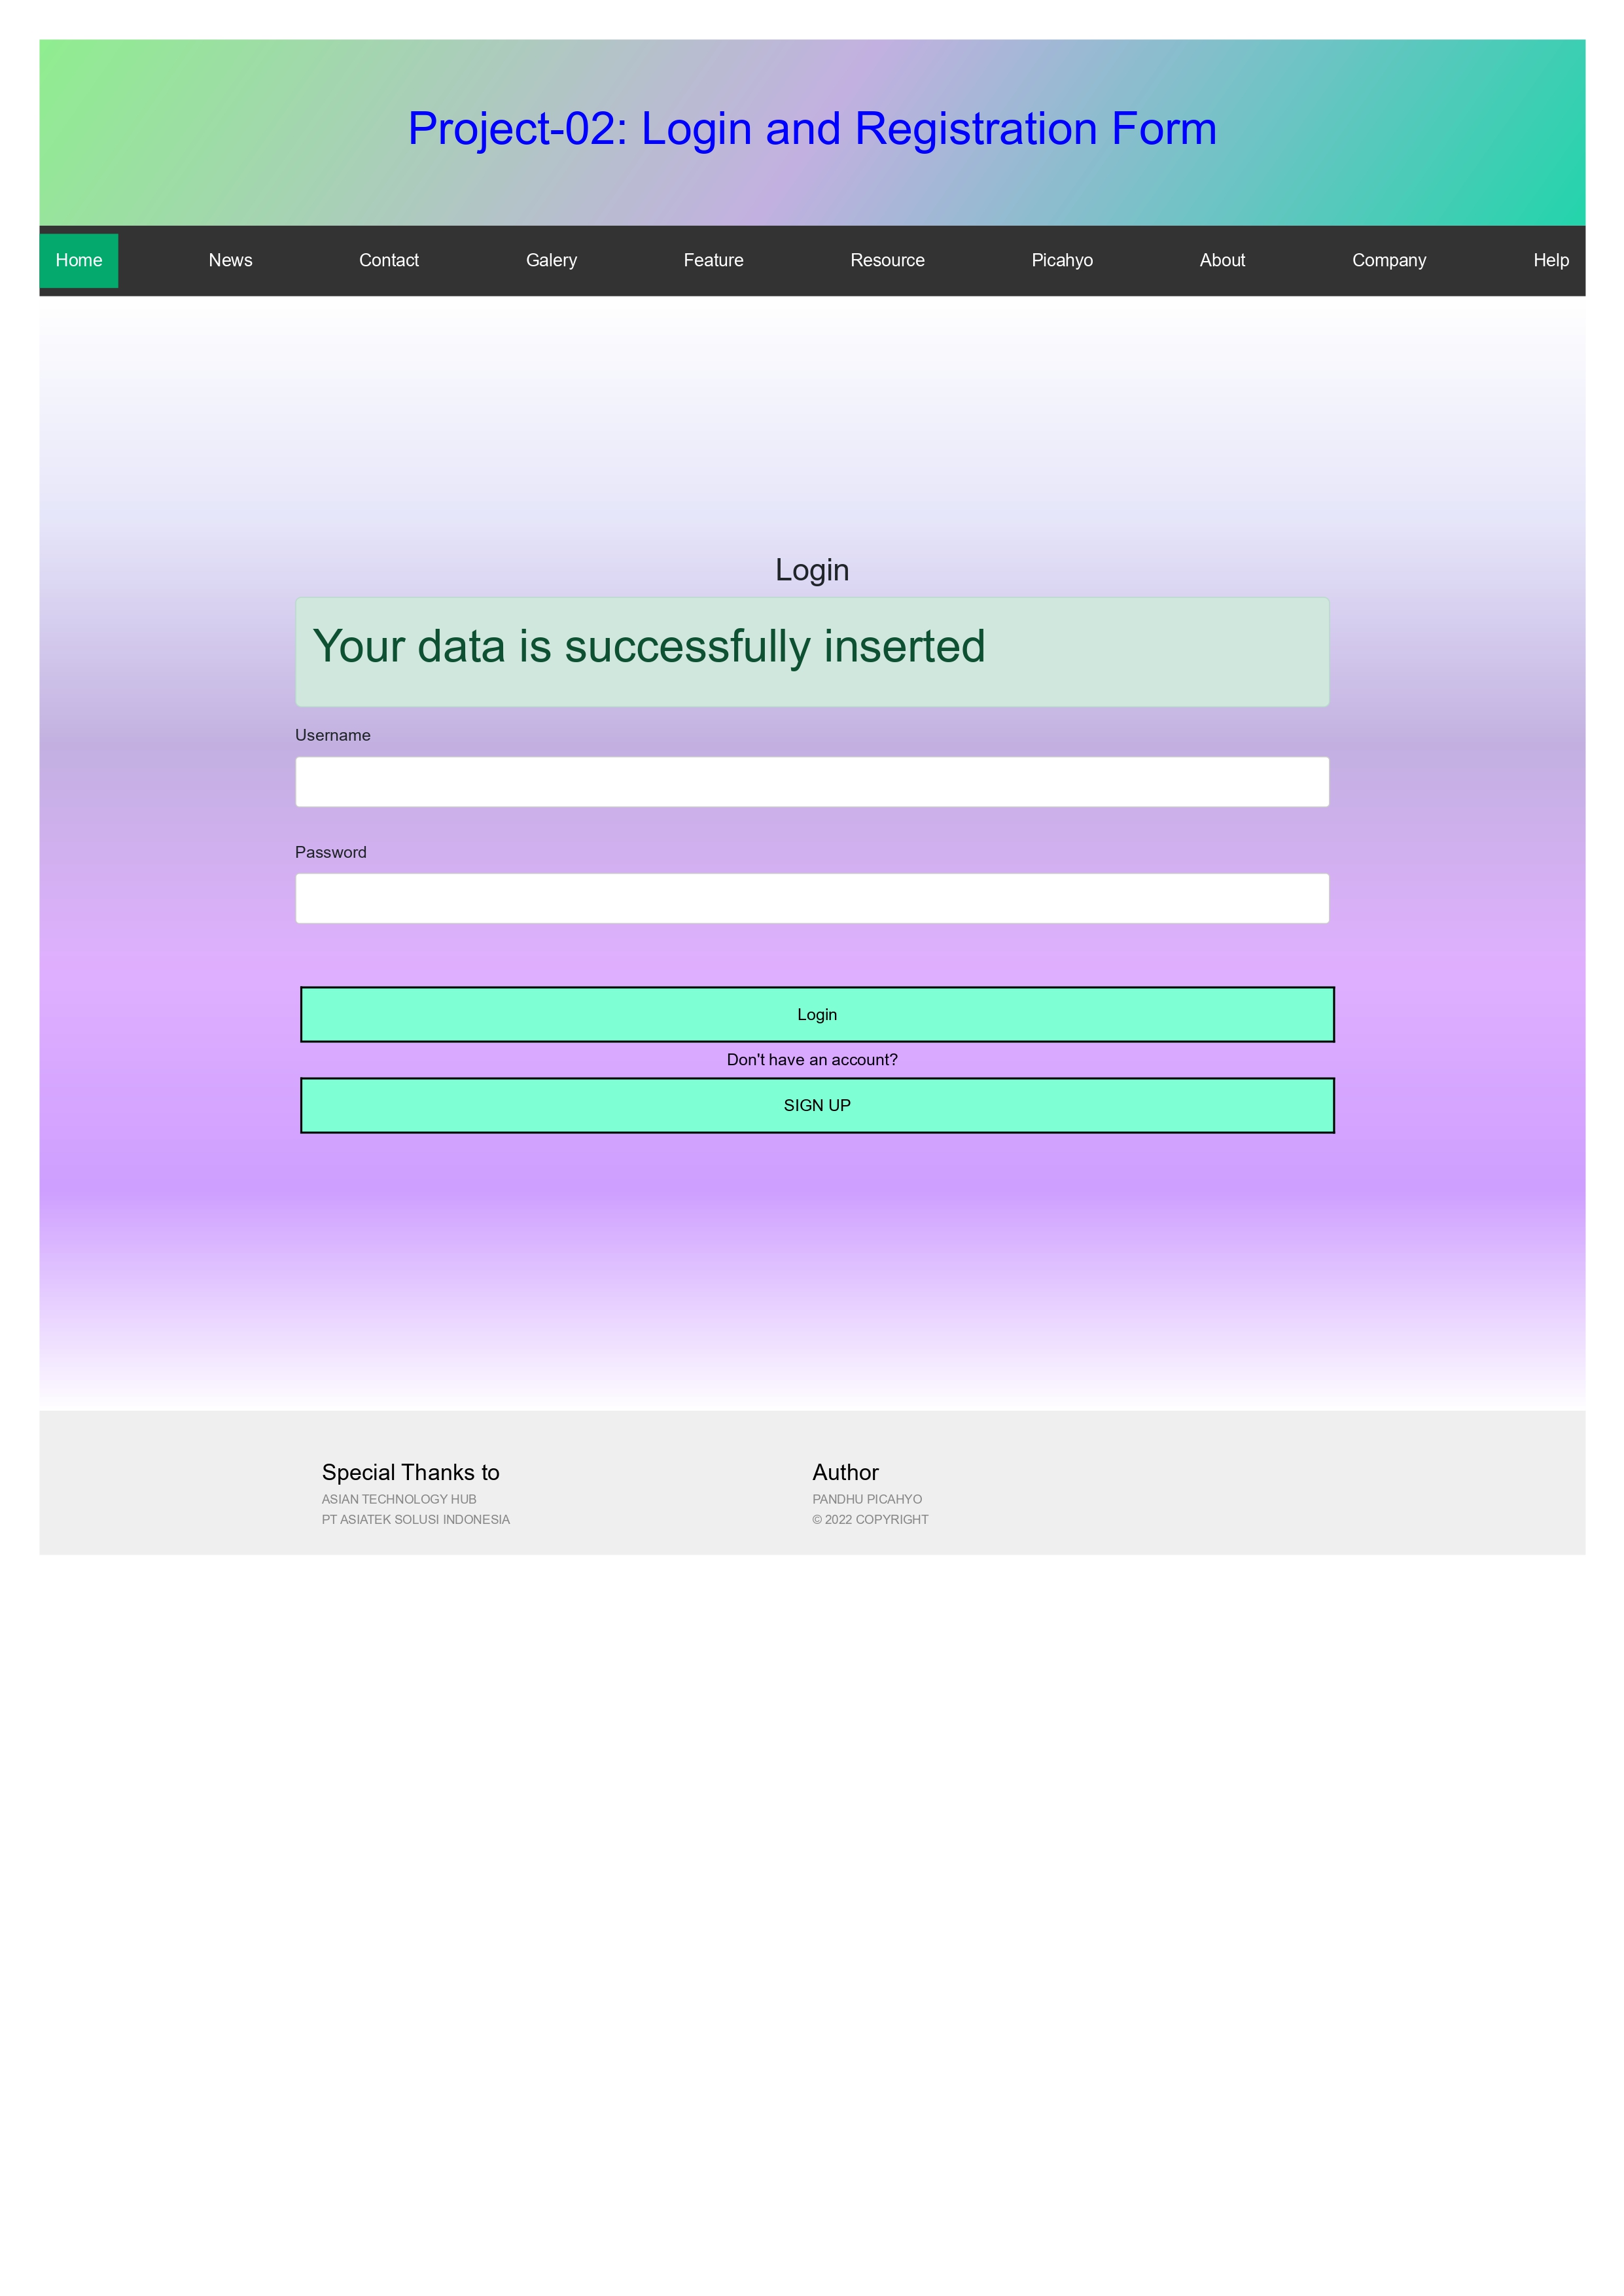 Project-02: Login and Registration Form
Home News Contact Galery Feature Resource Picahyo About Company Help
Login
Your data is successfully inserted
Username
Password
Login
Don't have an account?
SIGN UP
Special Thanks to
ASIAN TECHNOLOGY HUB
PT ASIATEK SOLUSI INDONESIA
Author
PANDHU PICAHYO
© 2022 COPYRIGHT